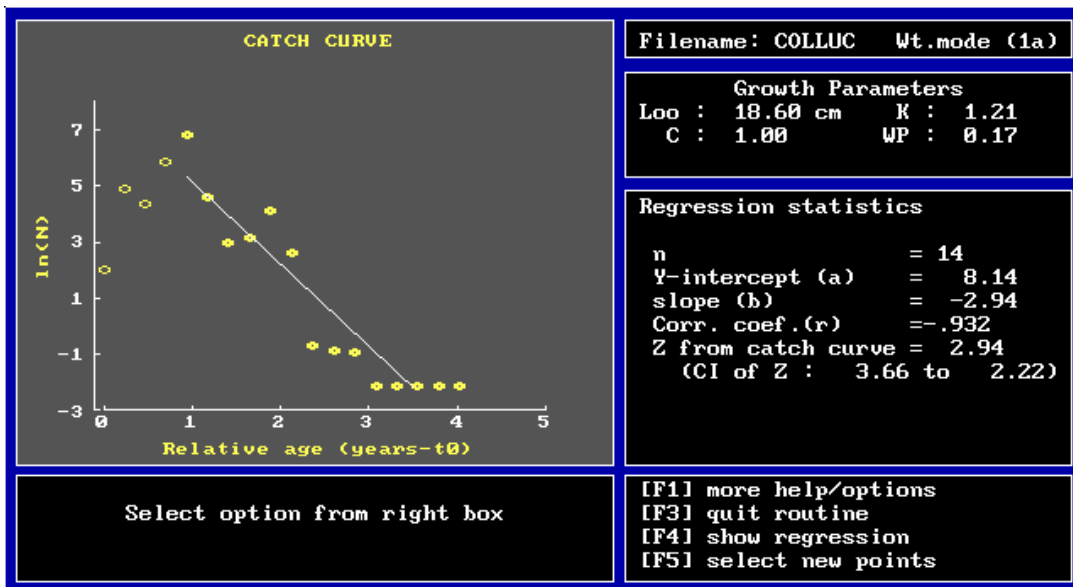 CATCH CURVE
ln(N)
7
5
3
1
-1
-3
0 1 2 3 4 5
Relative age (years-t0)
Filename: COLLUC Wt.mode (1a)
Growth Parameters
Loo : 18.60 cm K : 1.21
C : 1.00 WP : 0.17
Regression statistics
n = 14
Y-intercept (a) = 8.14
slope (b) = -2.94
Corr. coef.(r) =-.932
Z from catch curve = 2.94
(CI of Z : 3.66 to 2.22)
Select option from right box
[F1] more help/options
[F3] quit routine
[F4] show regression
[F5] select new points